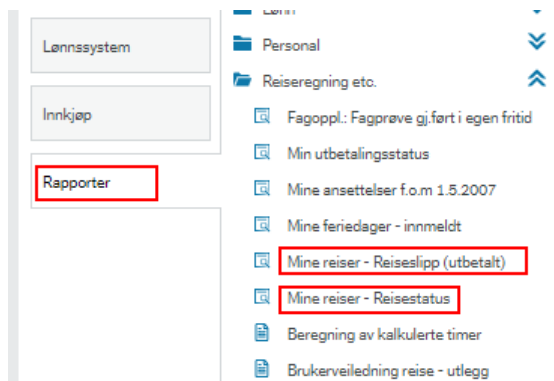 Lønn
Lønnssystem
Personal
Reiseregning etc.
Innkjøp
Fagoppl.: Fagprøve gj.ført i egen fritid
Min utbetalingsstatus
Rapporter
Mine ansettelser f.o.m 1.5.2007
Mine feriedager - innmeldt
Mine reiser - Reiseslipp (utbetalt)
Mine reiser - Reisestatus
Beregning av kalkulerte timer
Brukerveiledning reise - utlegg